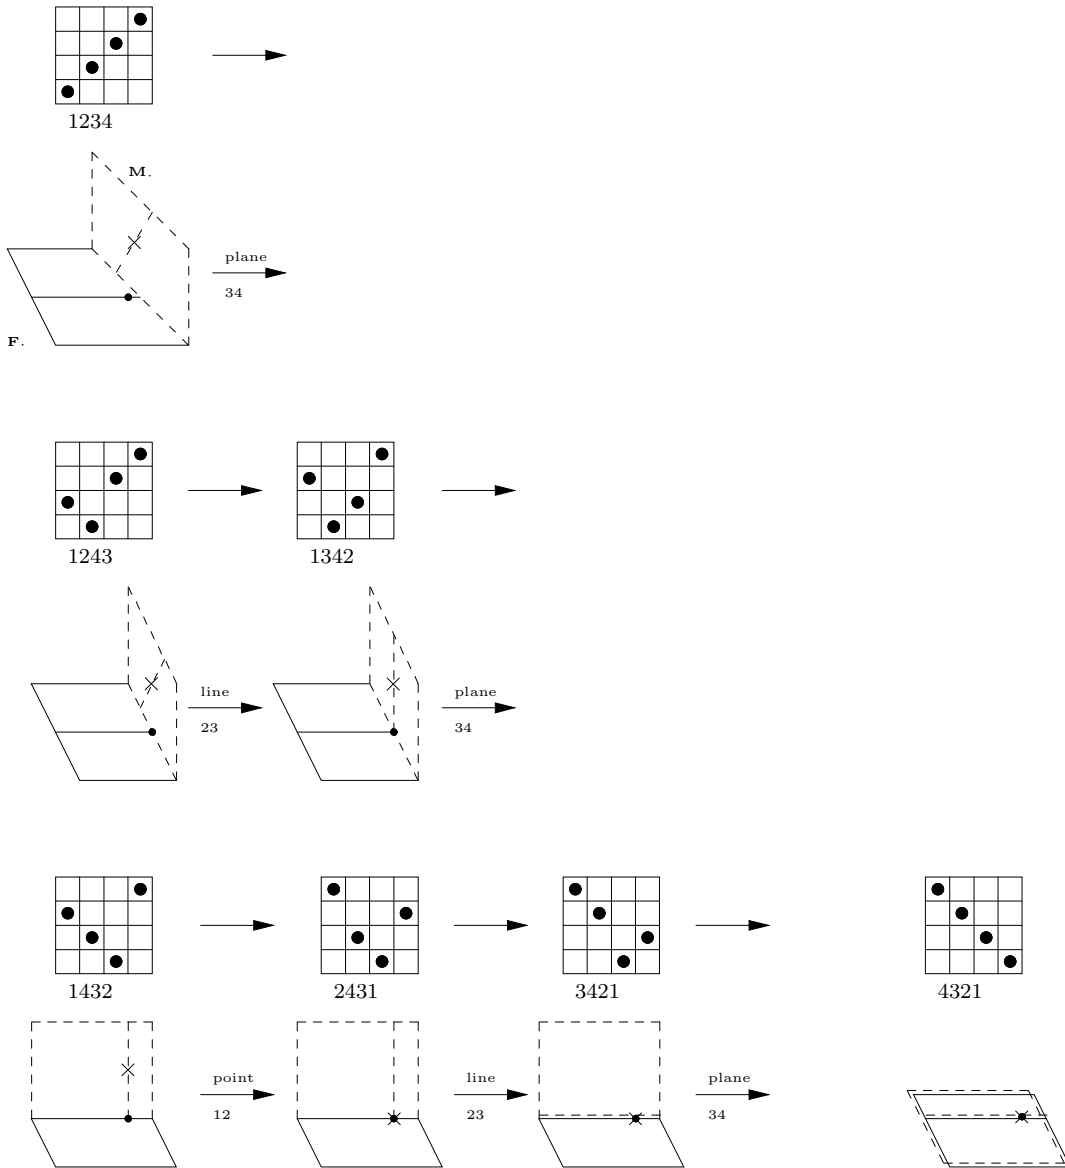 1234
M.
plane
34
F.
1243 1342
line plane
23 34
1432 2431 3421 4321
point line plane
12 23 34